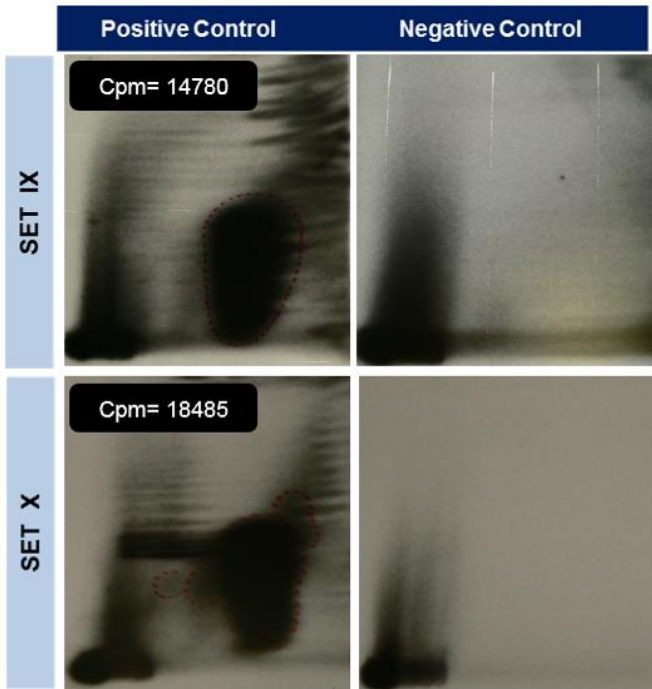 Positive Control
Negative Control
SET IX
Cpm= 14780
SET X
Cpm= 18485